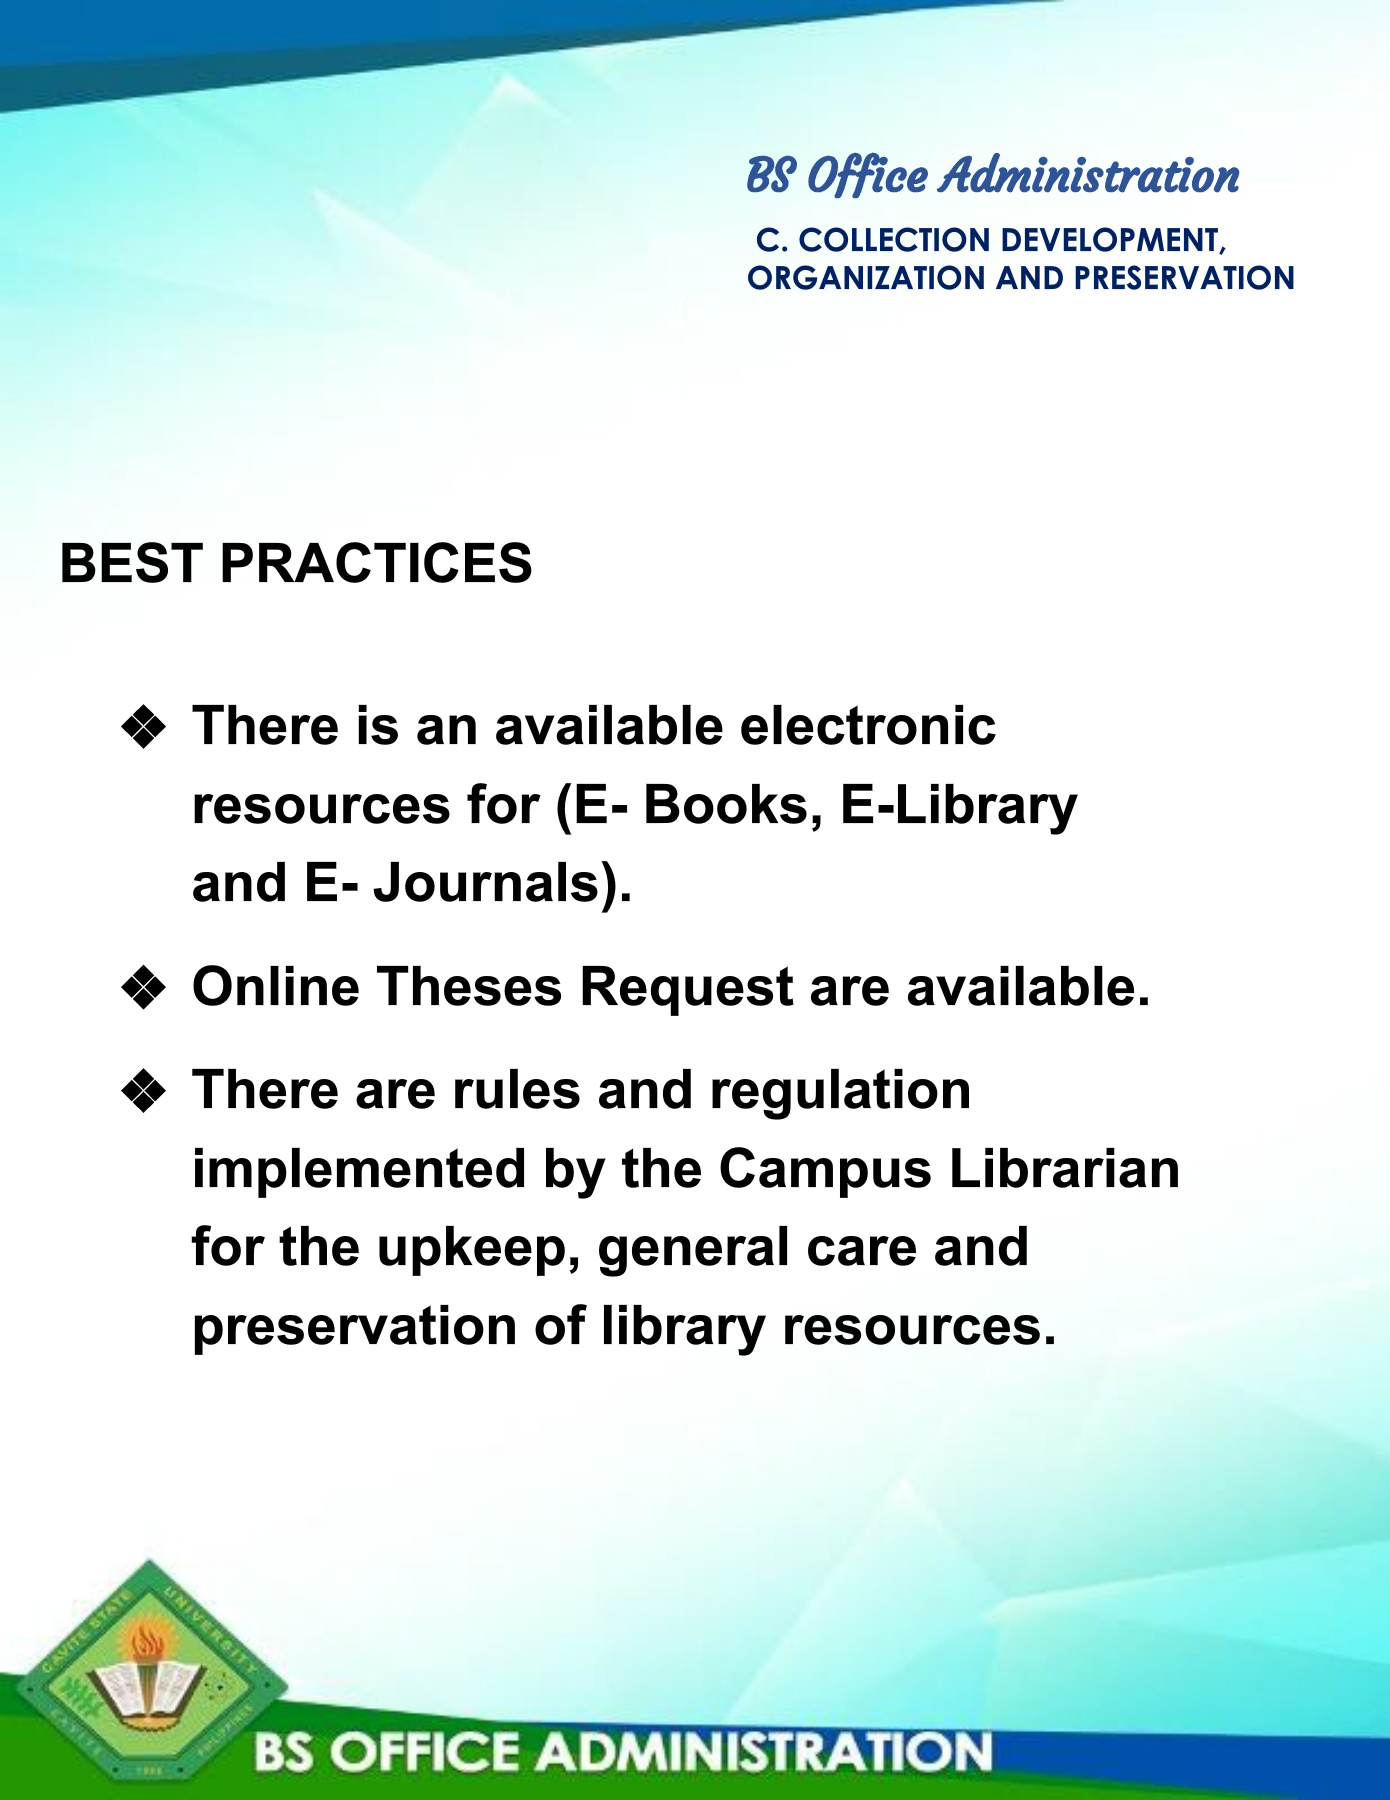 BS Office Administration
C. COLLECTION DEVELOPMENT,
ORGANIZATION AND PRESERVATION
BEST PRACTICES
❖ There is an available electronic
resources for (E- Books, E-Library
and E- Journals).
❖ Online Theses Request are available.
❖ There are rules and regulation
implemented by the Campus Librarian
for the upkeep, general care and
preservation of library resources.
CAVITE STATE UNIVERSITY
CAVITE PHILIPPINES
BS OFFICE ADMINISTRATION